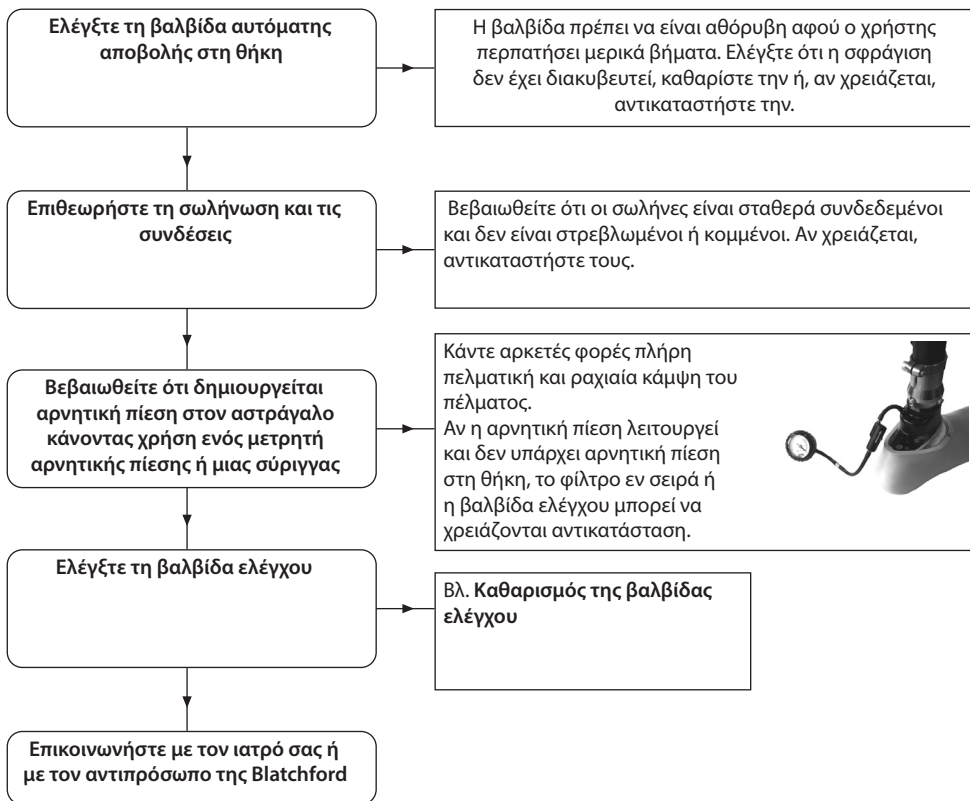 Ελέγξτε τη βαλβίδα αυτόματης
αποβολής στη θήκη
Η βαλβίδα πρέπει να είναι αθόρυβη αφού ο χρήστης
περπατήσει μερικά βήματα. Ελέγξτε ότι η σφράγιση
δεν έχει διακυβευτεί, καθαρίστε την ή, αν χρειάζεται,
αντικαταστήστε την.
Επιθεωρήστε τη σωλήνωση και τις
συνδέσεις
Βεβαιωθείτε ότι οι σωλήνες είναι σταθερά συνδεδεμένοι
και δεν είναι στρεβλωμένοι ή κομμένοι. Αν χρειάζεται,
αντικαταστήστε τους.
Βεβαιωθείτε ότι δημιουργείται
αρνητική πίεση στον αστράγαλο
κάνοντας χρήση ενός μετρητή
αρνητικής πίεσης ή μιας σύριγγας
Κάντε αρκετές φορές πλήρη
πελματική και ραχιαία κάμψη του
πέλματος.
Αν η αρνητική πίεση λειτουργεί
και δεν υπάρχει αρνητική πίεση
στη θήκη, το φίλτρο εν σειρά ή
η βαλβίδα ελέγχου μπορεί να
χρειάζονται αντικατάσταση.
Ελέγξτε τη βαλβίδα ελέγχου
Βλ. Καθαρισμός της βαλβίδας
ελέγχου
Επικοινωνήστε με τον ιατρό σας ή
με τον αντιπρόσωπο της Blatchford